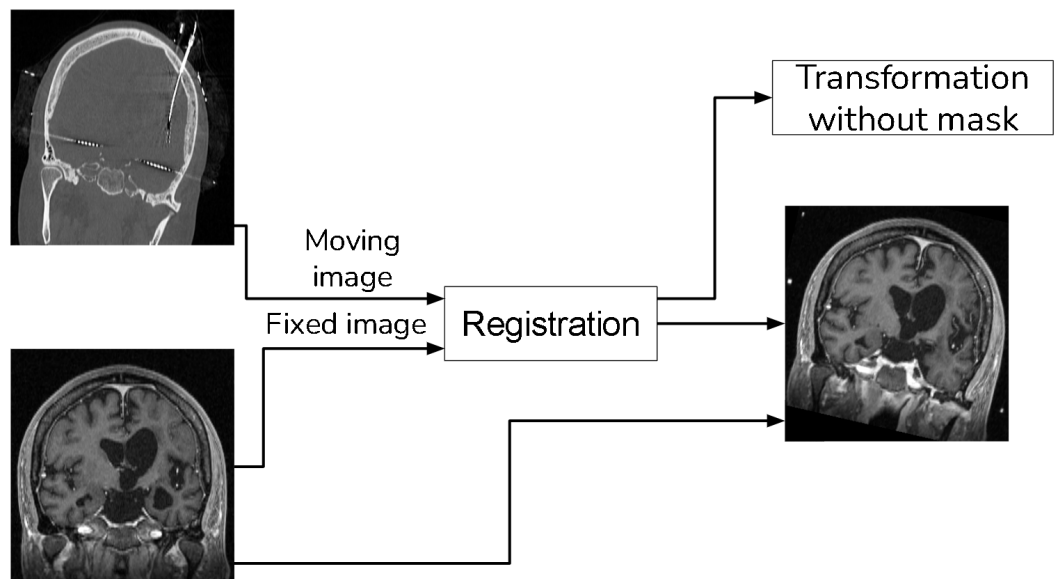 Transformation
without mask
Moving
image
Fixed image
Registration